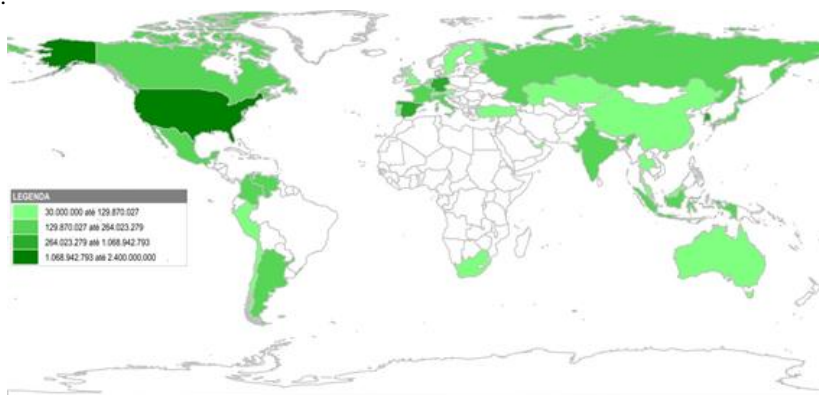 .
LEGENDA
30.000.000 até 129.870.027
129.870.027 até 264.023.279
264.023.279 até 1.068.942.793
1.068.942.793 até 2.400.000.000